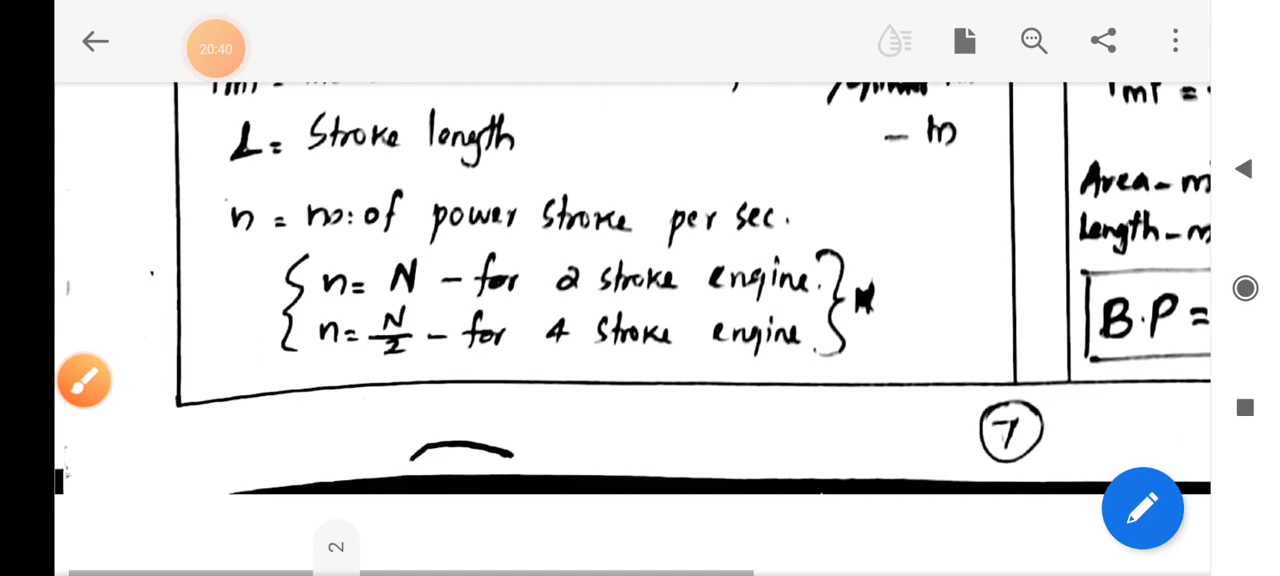 20:40
L = Stroke length
- m
n = no: of power stroke per sec.
{ n = N - for 2 stroke engine. }
{ n = N/2 - for 4 stroke engine. }
Pmf =
Area - m
Length - m
B.P =
7
2